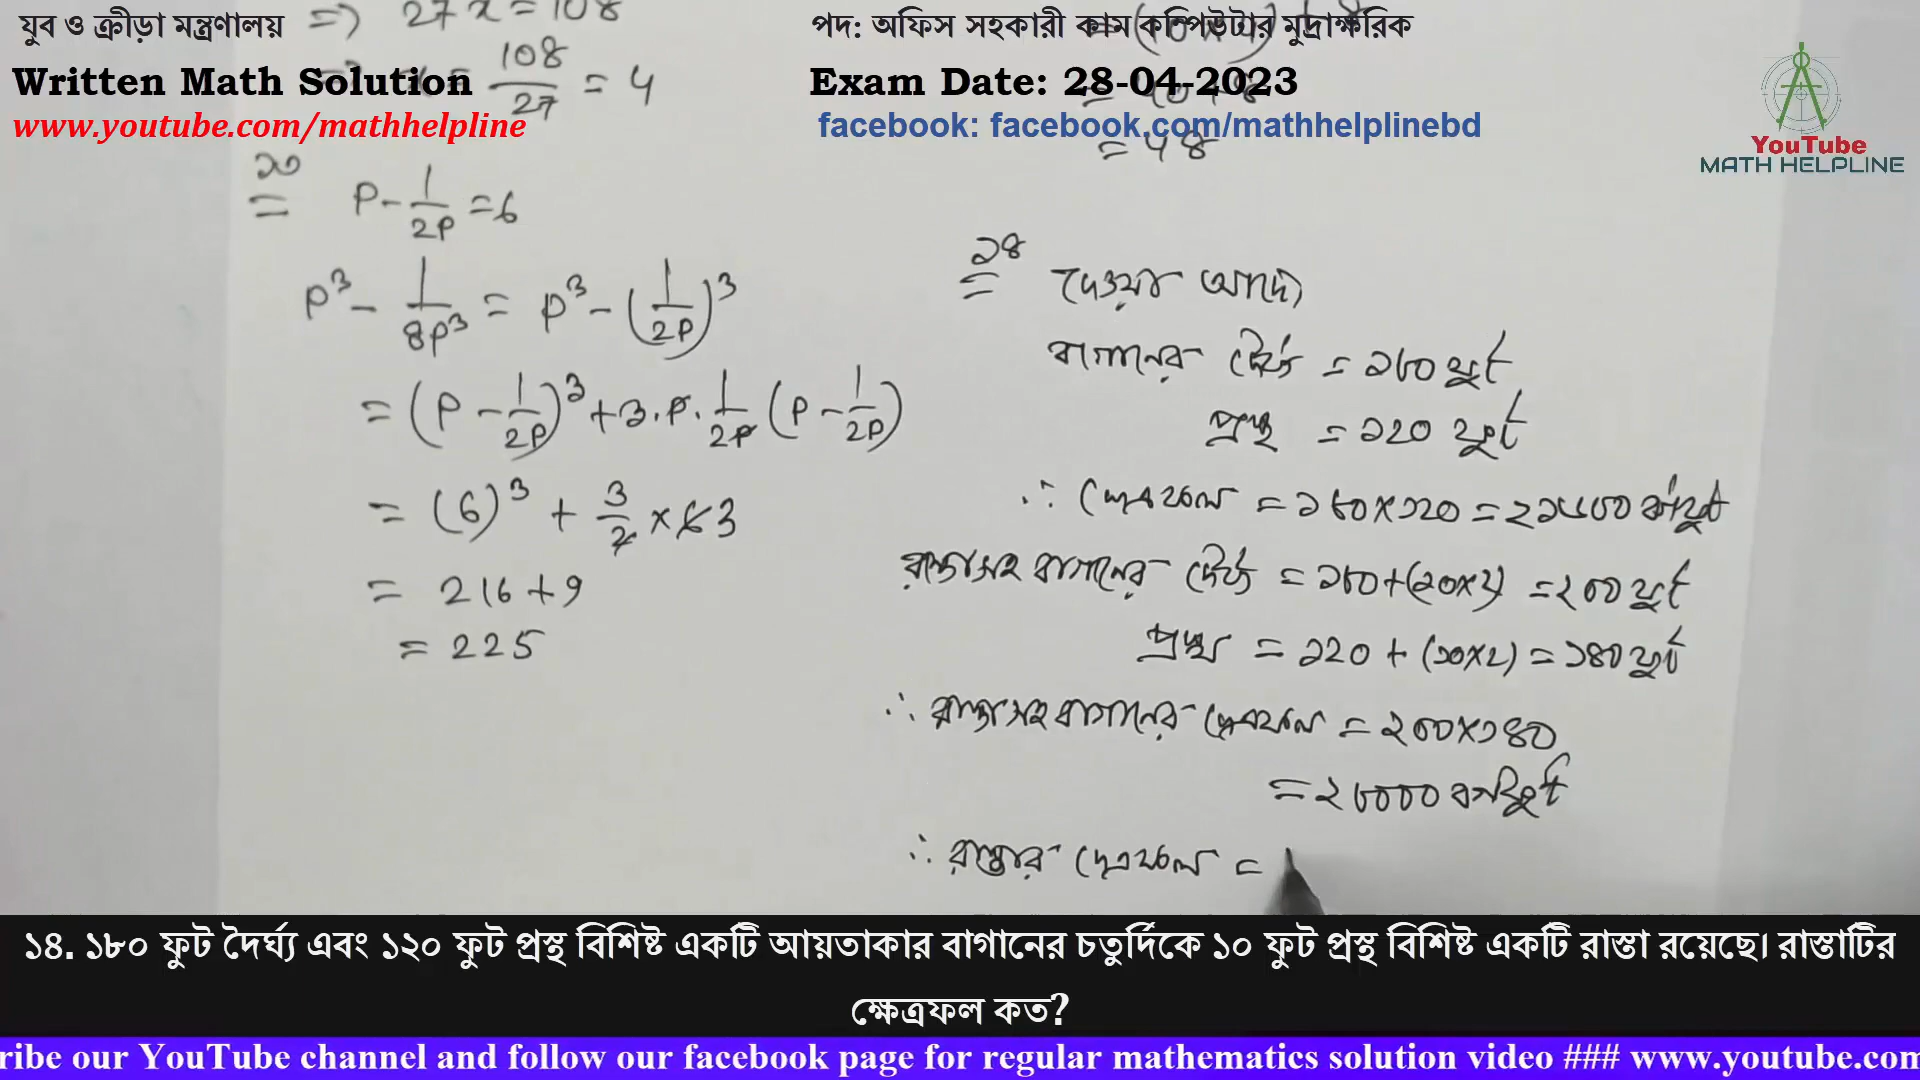 যুব ও ক্রীড়া মন্ত্রণালয়
পদ: অফিস সহকারী কাম কম্পিউটার মুদ্রাক্ষরিক
Written Math Solution
Exam Date: 28-04-2023
www.youtube.com/mathhelpline
facebook: facebook.com/mathhelplinebd
YouTube
MATH HELPLINE
=> 27x = 108
108/27 = 4
= 48
১৩
P - 1/2P = 6
P³ - 1/8P³ = P³ - (1/2P)³
= (P - 1/2P)³ + 3.P. 1/2P (P - 1/2P)
= (6)³ + 3/2 × 6 3
= 216 + 9
= 225
১৪
দেওয়া আছে,
বাগানের দৈর্ঘ্য = ১৮০ ফুট
প্রস্থ = ১২০ ফুট
∴ ক্ষেত্রফল = ১৮০×১২০ = ২১৬০০ বর্গফুট
রাস্তাসহ বাগানের দৈর্ঘ্য = ১৮০+(১০×২) = ২০০ ফুট
প্রস্থ = ১২০ + (১০×২) = ১৪০ ফুট
∴ রাস্তাসহ বাগানের ক্ষেত্রফল = ২০০×১৪০
= ২৮০০০ বর্গফুট
∴ রাস্তার ক্ষেত্রফল =
১৪. ১৮০ ফুট দৈর্ঘ্য এবং ১২০ ফুট প্রস্থ বিশিষ্ট একটি আয়তাকার বাগানের চতুর্দিকে ১০ ফুট প্রস্থ বিশিষ্ট একটি রাস্তা রয়েছে। রাস্তাটির
ক্ষেত্রফল কত?
ribe our YouTube channel and follow our facebook page for regular mathematics solution video ### www.youtube.com